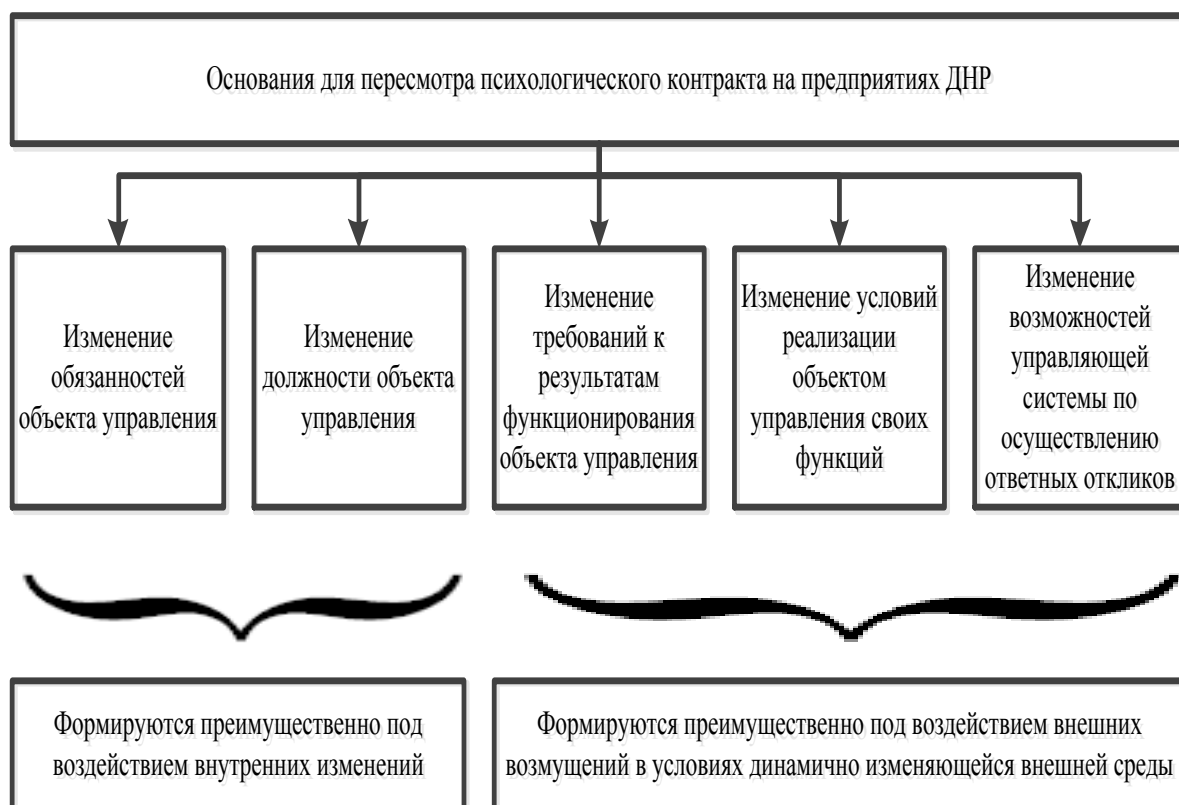 Основания для пересмотра психологического контракта на предприятиях ДНР
Изменение
обязанностей
объекта управления
Изменение
должности объекта
управления
Изменение
требований к
результатам
функционирования
объекта управления
Изменение условий
реализации
объектом
управления своих
функций
Изменение
возможностей
управляющей
системы по
осуществлению
ответных откликов
Формируются преимущественно под
воздействием внутренних изменений
Формируются преимущественно под воздействием внешних
возмущений в условиях динамично изменяющейся внешней среды